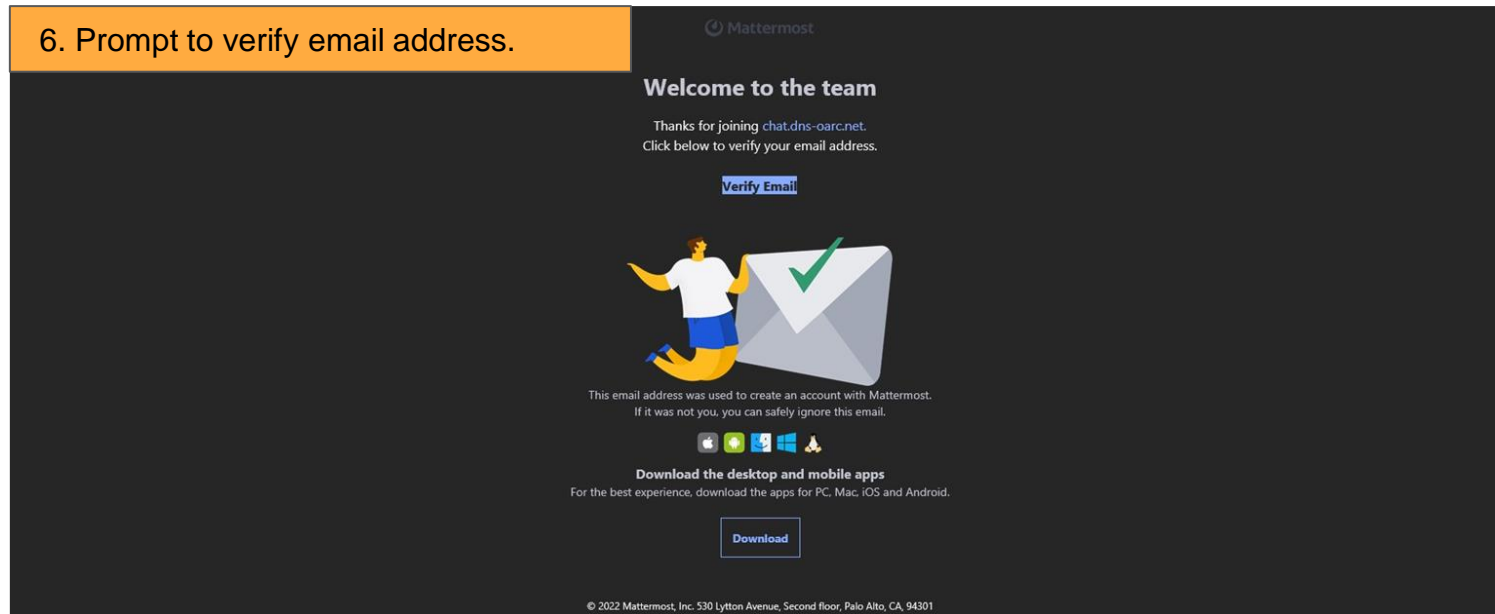 6. Prompt to verify email address.
Mattermost
Welcome to the team
Thanks for joining chat.dns-oarc.net.
Click below to verify your email address.
Verify Email
This email address was used to create an account with Mattermost.
If it was not you, you can safely ignore this email.
Download the desktop and mobile apps
For the best experience, download the apps for PC, Mac, iOS and Android.
Download
© 2022 Mattermost, Inc. 530 Lytton Avenue, Second floor, Palo Alto, CA, 94301